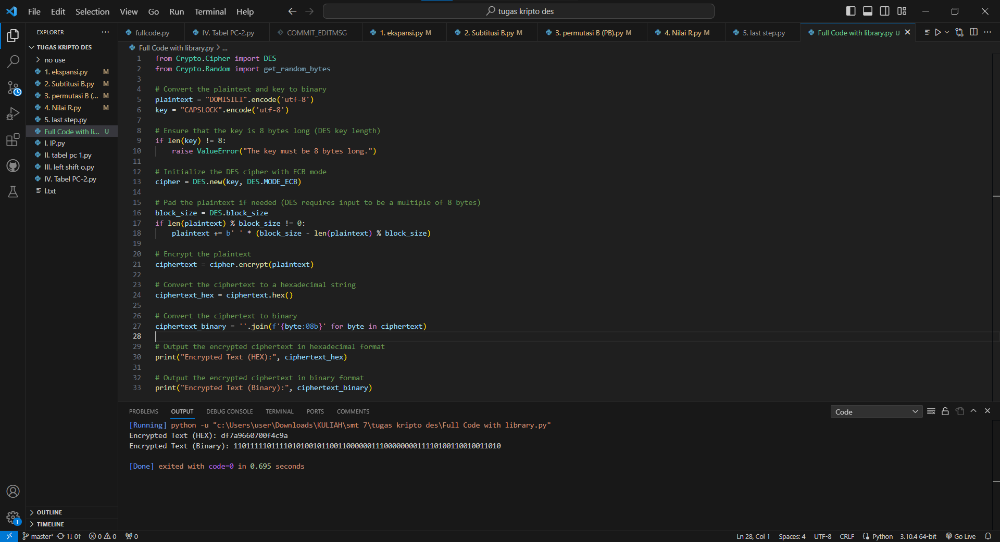 File Edit Selection View Go Run Terminal Help
tugas kripto des
EXPLORER
TUGAS KRIPTO DES
no use
1. ekspansi.py M
2. Subtitusi B.py M
3. permutasi B (... M
4. Nilai R.py M
5. last step.py
Full Code with li... U
I. IP.py
II. tabel pc 1.py
III. left shift o.py
IV. Tabel PC-2.py
I.txt
OUTLINE
TIMELINE
fullcode.py IV. Tabel PC-2.py COMMIT_EDITMSG 1. ekspansi.py M 2. Subtitusi B.py M 3. permutasi B (PB).py M 4. Nilai R.py M 5. last step.py Full Code with library.py U
Full Code with library.py > ...
1 from Crypto.Cipher import DES
2 from Crypto.Random import get_random_bytes
3
4 # Convert the plaintext and key to binary
5 plaintext = "DOMISILI".encode('utf-8')
6 key = "CAPSLOCK".encode('utf-8')
7
8 # Ensure that the key is 8 bytes long (DES key length)
9 if len(key) != 8:
10 raise ValueError("The key must be 8 bytes long.")
11
12 # Initialize the DES cipher with ECB mode
13 cipher = DES.new(key, DES.MODE_ECB)
14
15 # Pad the plaintext if needed (DES requires input to be a multiple of 8 bytes)
16 block_size = DES.block_size
17 if len(plaintext) % block_size != 0:
18 plaintext += b' ' * (block_size - len(plaintext) % block_size)
19
20 # Encrypt the plaintext
21 ciphertext = cipher.encrypt(plaintext)
22
23 # Convert the ciphertext to a hexadecimal string
24 ciphertext_hex = ciphertext.hex()
25
26 # Convert the ciphertext to binary
27 ciphertext_binary = ''.join(f'{byte:08b}' for byte in ciphertext)
28
29 # Output the encrypted ciphertext in hexadecimal format
30 print("Encrypted Text (HEX):", ciphertext_hex)
31
32 # Output the encrypted ciphertext in binary format
33 print("Encrypted Text (Binary):", ciphertext_binary)
PROBLEMS OUTPUT DEBUG CONSOLE TERMINAL PORTS COMMENTS
Code
[Running] python -u "c:\Users\user\Downloads\KULIAH\smt 7\tugas kripto des\Full Code with library.py"
Encrypted Text (HEX): df7a9660700f4c9a
Encrypted Text (Binary): 1101111101111010100101100110000001110000000011110100110010011010
[Done] exited with code=0 in 0.695 seconds
1
master* 1↓ 0↑ 0 0 0
Ln 28, Col 1 Spaces: 4 UTF-8 CRLF Python 3.10.4 64-bit Go Live